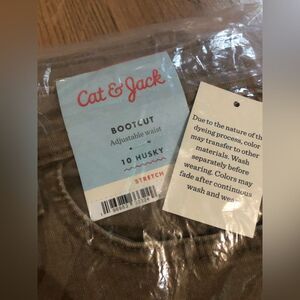 Cat & Jack
BOOTCUT
Adjustable waist
10 HUSKY
STRETCH
Due to the nature of the
dyeing process, color
may transfer to other
materials. Wash
separately before
wearing. Colors may
fade after continuous
wash and wear.